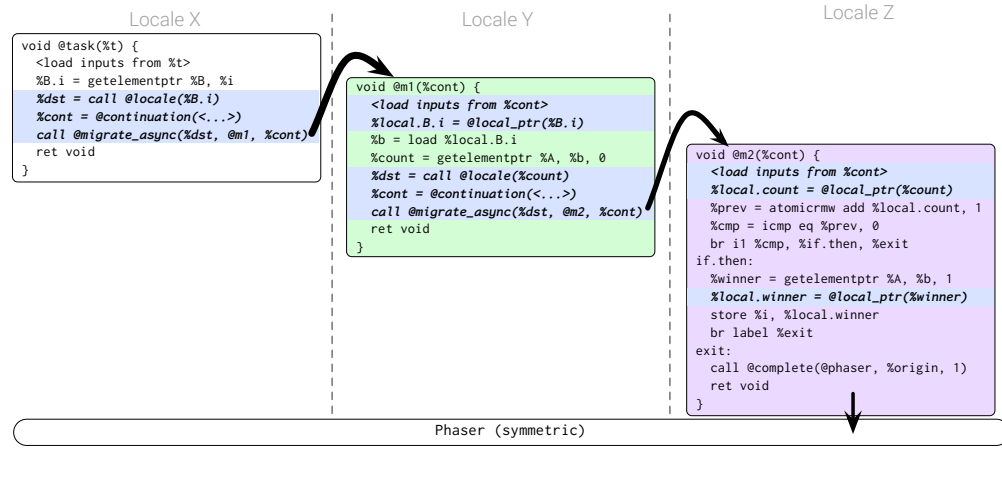 Locale X
void @task(%t) {
<load inputs from %t>
%B.i = getelementptr %B, %i
%dst = call @locale(%B.i)
%cont = @continuation(<...>)
call @migrate_async(%dst, @m1, %cont)
ret void
}
Locale Y
void @m1(%cont) {
<load inputs from %cont>
%local.B.i = @local_ptr(%B.i)
%b = load %local.B.i
%count = getelementptr %A, %b, 0
%dst = call @locale(%count)
%cont = @continuation(<...>)
call @migrate_async(%dst, @m2, %cont)
ret void
}
Locale Z
void @m2(%cont) {
<load inputs from %cont>
%local.count = @local_ptr(%count)
%prev = atomicrmw add %local.count, 1
%cmp = icmp eq %prev, 0
br i1 %cmp, %if.then, %exit
if.then:
%winner = getelementptr %A, %b, 1
%local.winner = @local_ptr(%winner)
store %i, %local.winner
br label %exit
exit:
call @complete(@phaser, %origin, 1)
ret void
}
Phaser (symmetric)